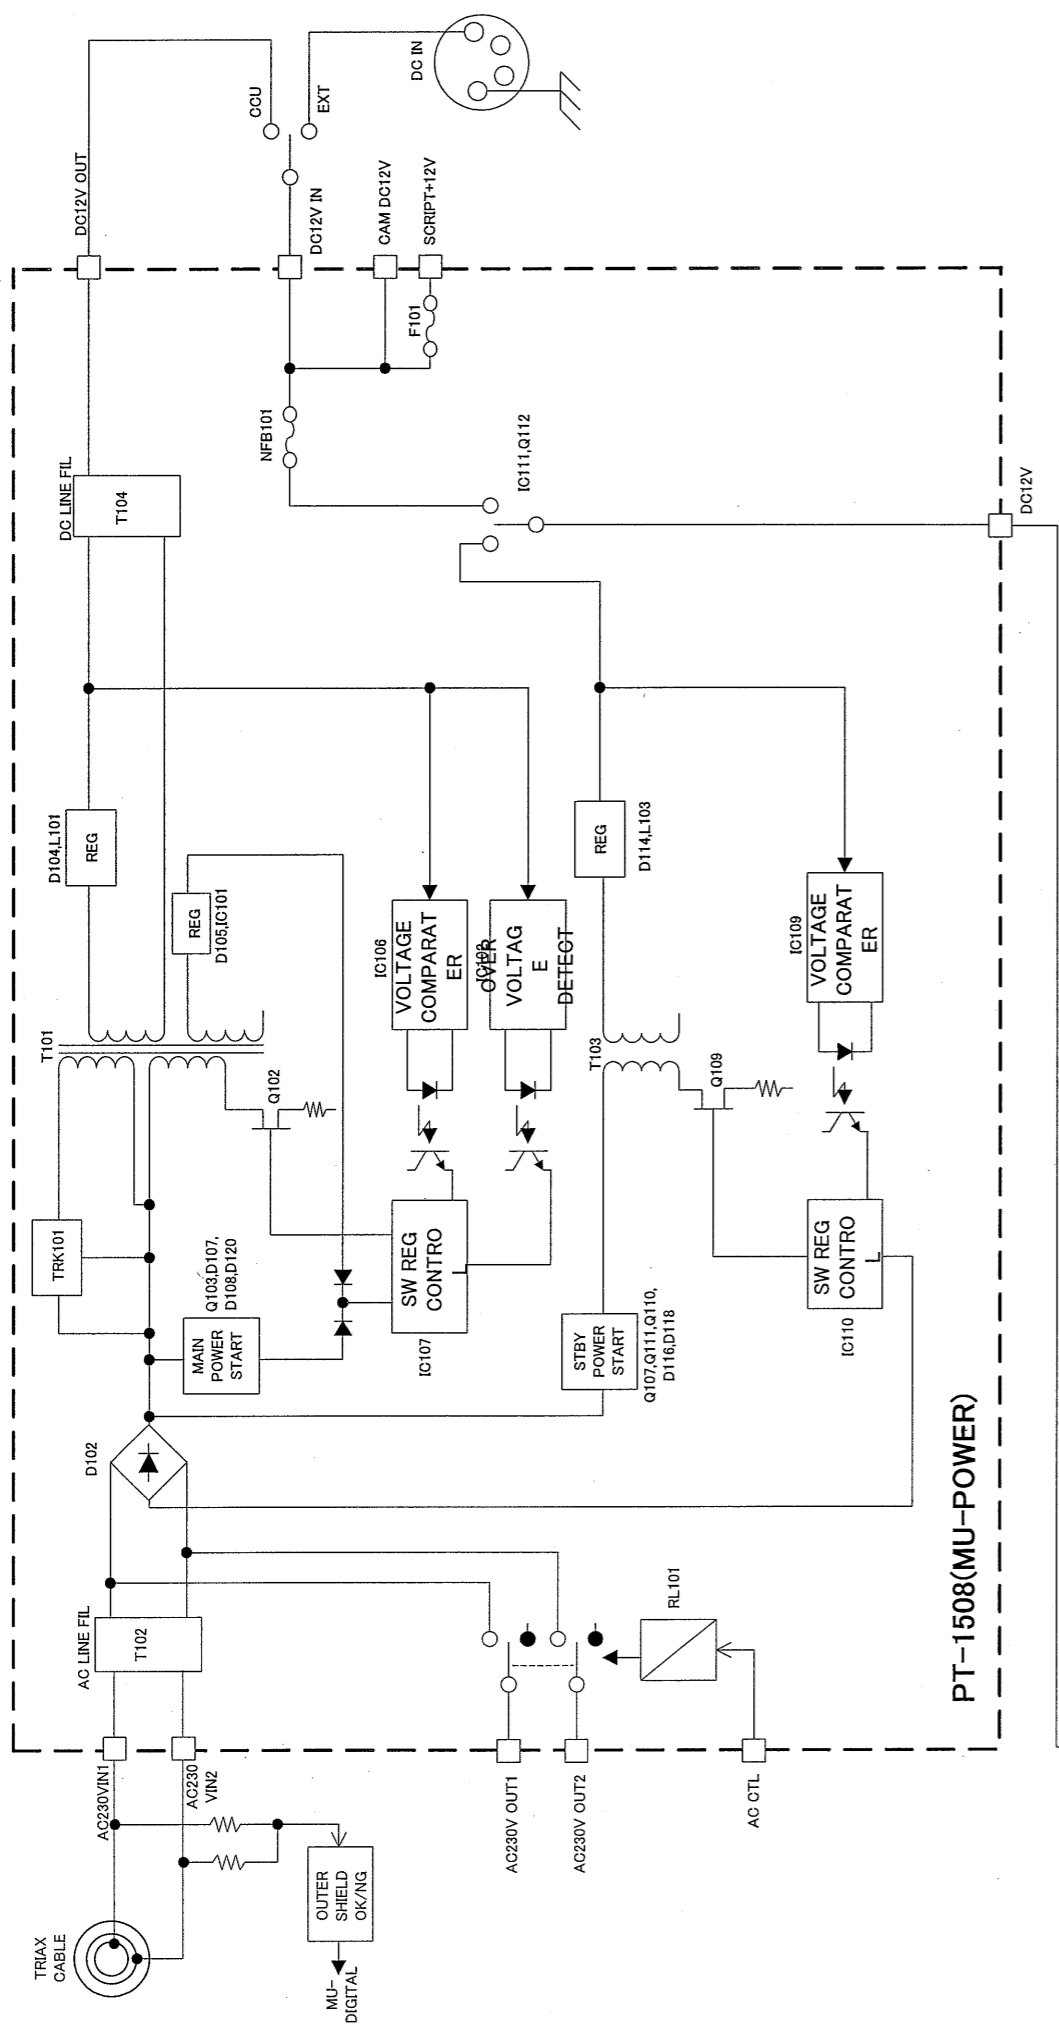 TRIAX
CABLE
AC230VIN1
AC230
VIN2
OUTER
SHIELD
OK/NG
MU-
DIGITAL
AC LINE FIL
T102
D102
AC230V OUT1
AC230V OUT2
AC CTL
RL101
MAIN
POWER
START
Q103,D107,
D108,D120
TRK101
T101
Q102
SW REG
CONTRO
L
IC107
STBY
POWER
START
Q107,Q111,Q110,
D116,D118
SW REG
CONTRO
L
IC110
D104,L101
REG
REG
D105,IC101
IC106
VOLTAGE
COMPARAT
ER
OVER
VOLTAG
E
DETECT
T103
Q109
REG
D114,L103
IC109
VOLTAGE
COMPARAT
ER
DC LINE FIL
T104
NFB101
F101
IC111,Q112
DC12V OUT
DC12V IN
CAM DC12V
SCRIPT+12V
CCU
EXT
DC IN
DC12V
PT-1508(MU-POWER)